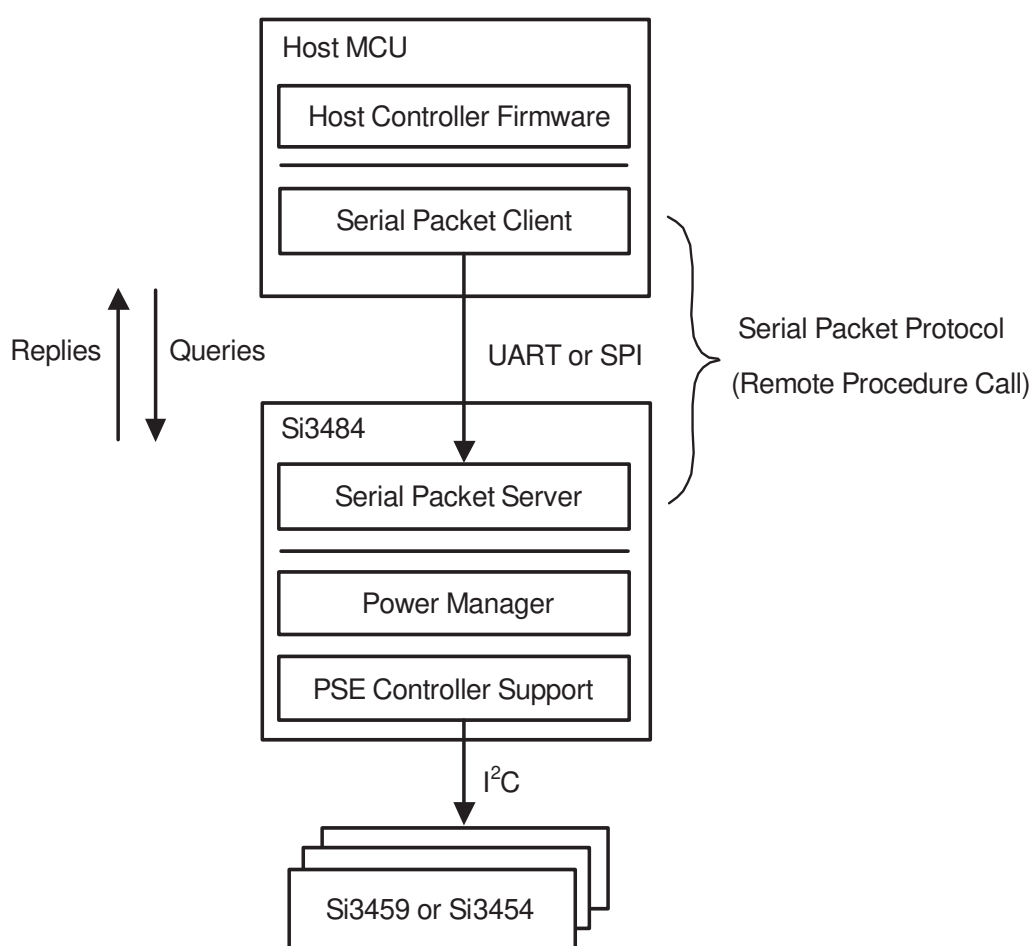 Host MCU
Host Controller Firmware
Serial Packet Client
Replies
Queries
UART or SPI
Serial Packet Protocol
(Remote Procedure Call)
Si3484
Serial Packet Server
Power Manager
PSE Controller Support
I²C
Si3459 or Si3454